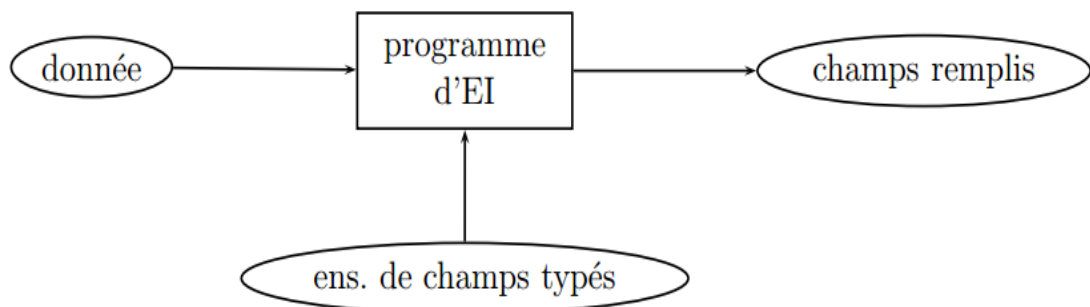 donnée
programme
d'EI
champs remplis
ens. de champs typés